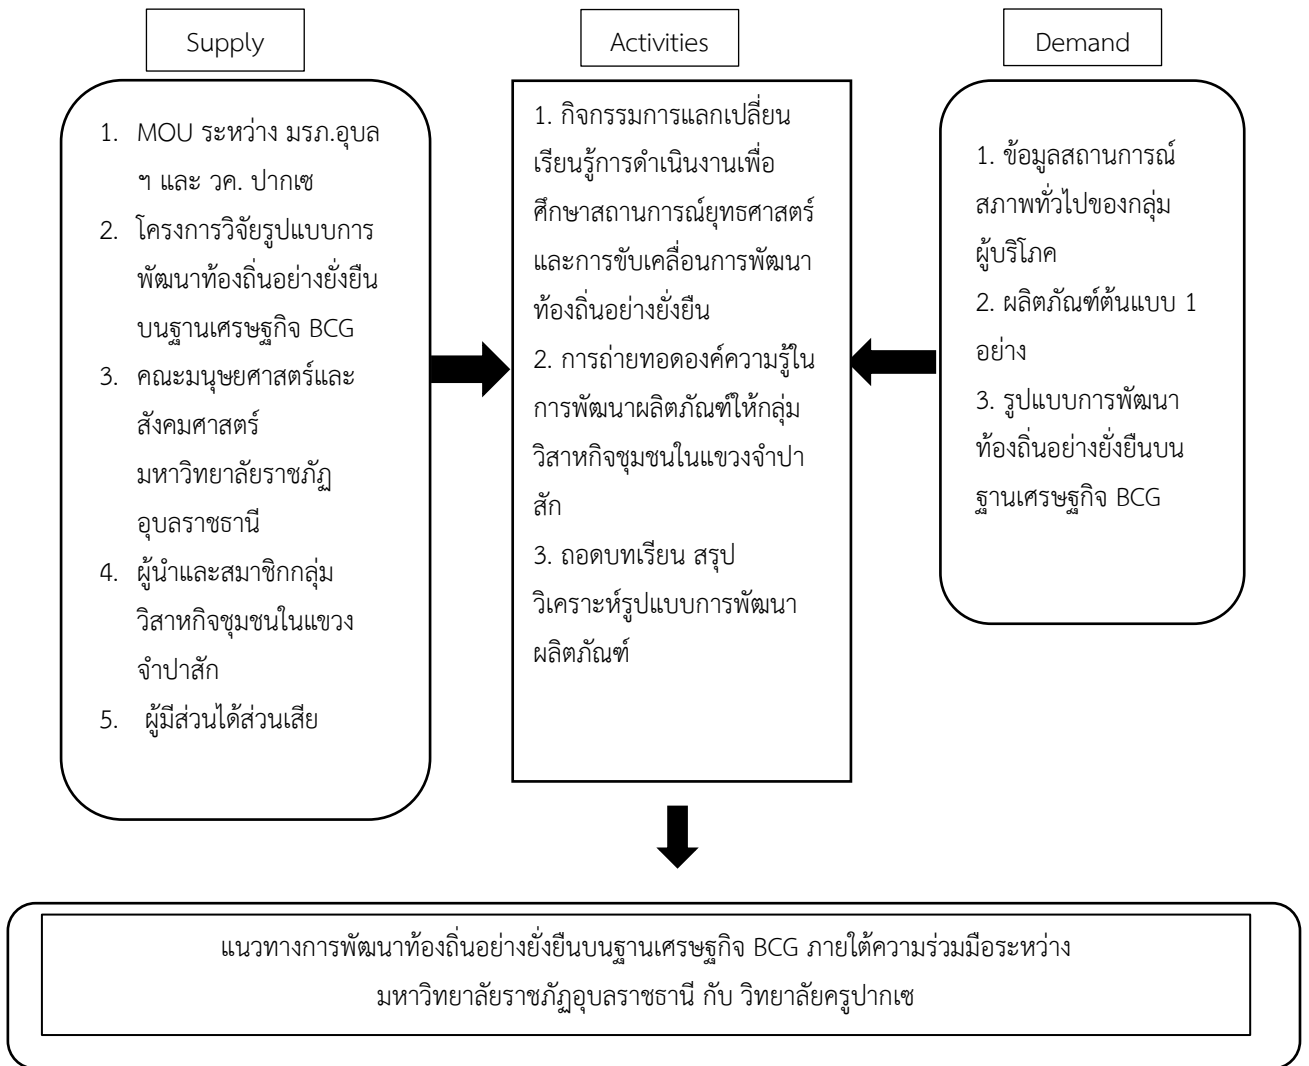 Supply
1. MOU ระหว่าง มรภ.อุบล
ฯ และ วค. ปากเซ
2. โครงการวิจัยรูปแบบการ
พัฒนาท้องถิ่นอย่างยั่งยืน
บนฐานเศรษฐกิจ BCG
3. คณะมนุษยศาสตร์และ
สังคมศาสตร์
มหาวิทยาลัยราชภัฏ
อุบลราชธานี
4. ผู้นำและสมาชิกกลุ่ม
วิสาหกิจชุมชนในแขวง
จำปาสัก
5. ผู้มีส่วนได้ส่วนเสีย
Activities
1. กิจกรรมการแลกเปลี่ยน
เรียนรู้การดำเนินงานเพื่อ
ศึกษาสถานการณ์ยุทธศาสตร์
และการขับเคลื่อนการพัฒนา
ท้องถิ่นอย่างยั่งยืน
2. การถ่ายทอดองค์ความรู้ใน
การพัฒนาผลิตภัณฑ์ให้กลุ่ม
วิสาหกิจชุมชนในแขวงจำปา
สัก
3. ถอดบทเรียน สรุป
วิเคราะห์รูปแบบการพัฒนา
ผลิตภัณฑ์
Demand
1. ข้อมูลสถานการณ์
สภาพทั่วไปของกลุ่ม
ผู้บริโภค
2. ผลิตภัณฑ์ต้นแบบ 1
อย่าง
3. รูปแบบการพัฒนา
ท้องถิ่นอย่างยั่งยืนบน
ฐานเศรษฐกิจ BCG
แนวทางการพัฒนาท้องถิ่นอย่างยั่งยืนบนฐานเศรษฐกิจ BCG ภายใต้ความร่วมมือระหว่าง
มหาวิทยาลัยราชภัฏอุบลราชธานี กับ วิทยาลัยครูปากเซ